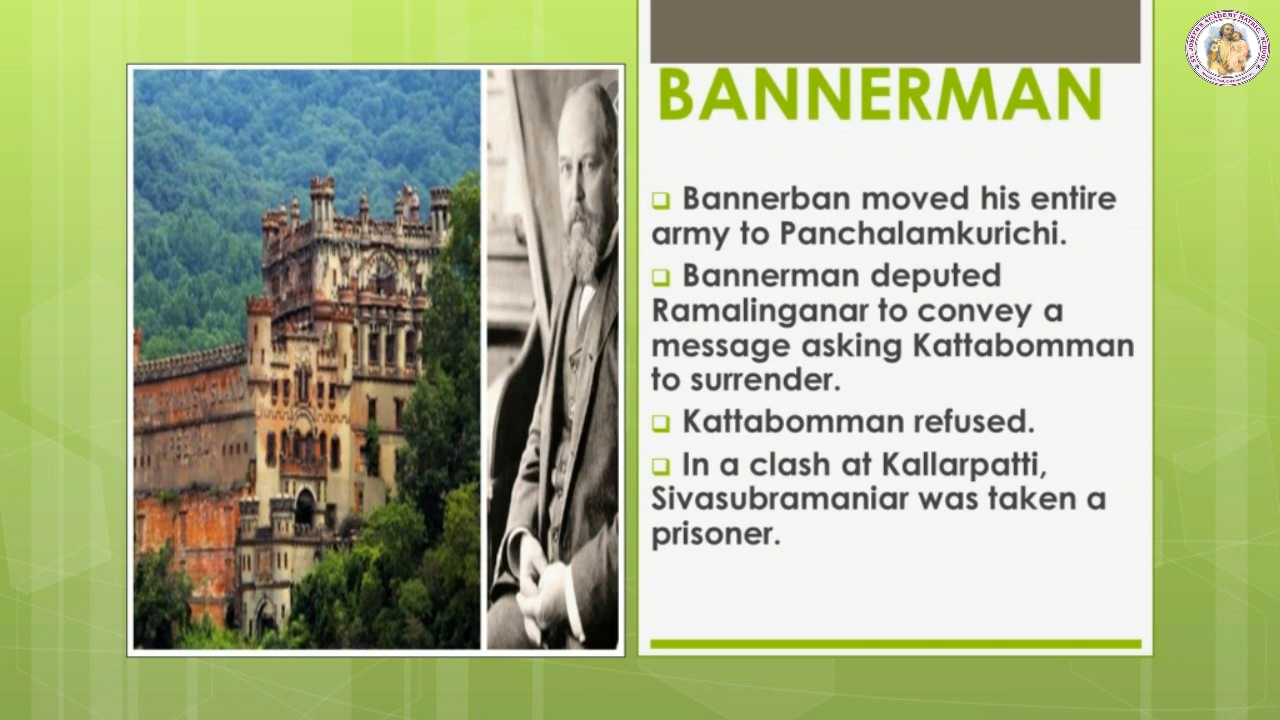 BANNERMAN
❑ Bannerban moved his entire
army to Panchalamkurichi.
❑ Bannerman deputed
Ramalinganar to convey a
message asking Kattabomman
to surrender.
❑ Kattabomman refused.
❑ In a clash at Kallarpatti,
Sivasubramaniar was taken a
prisoner.